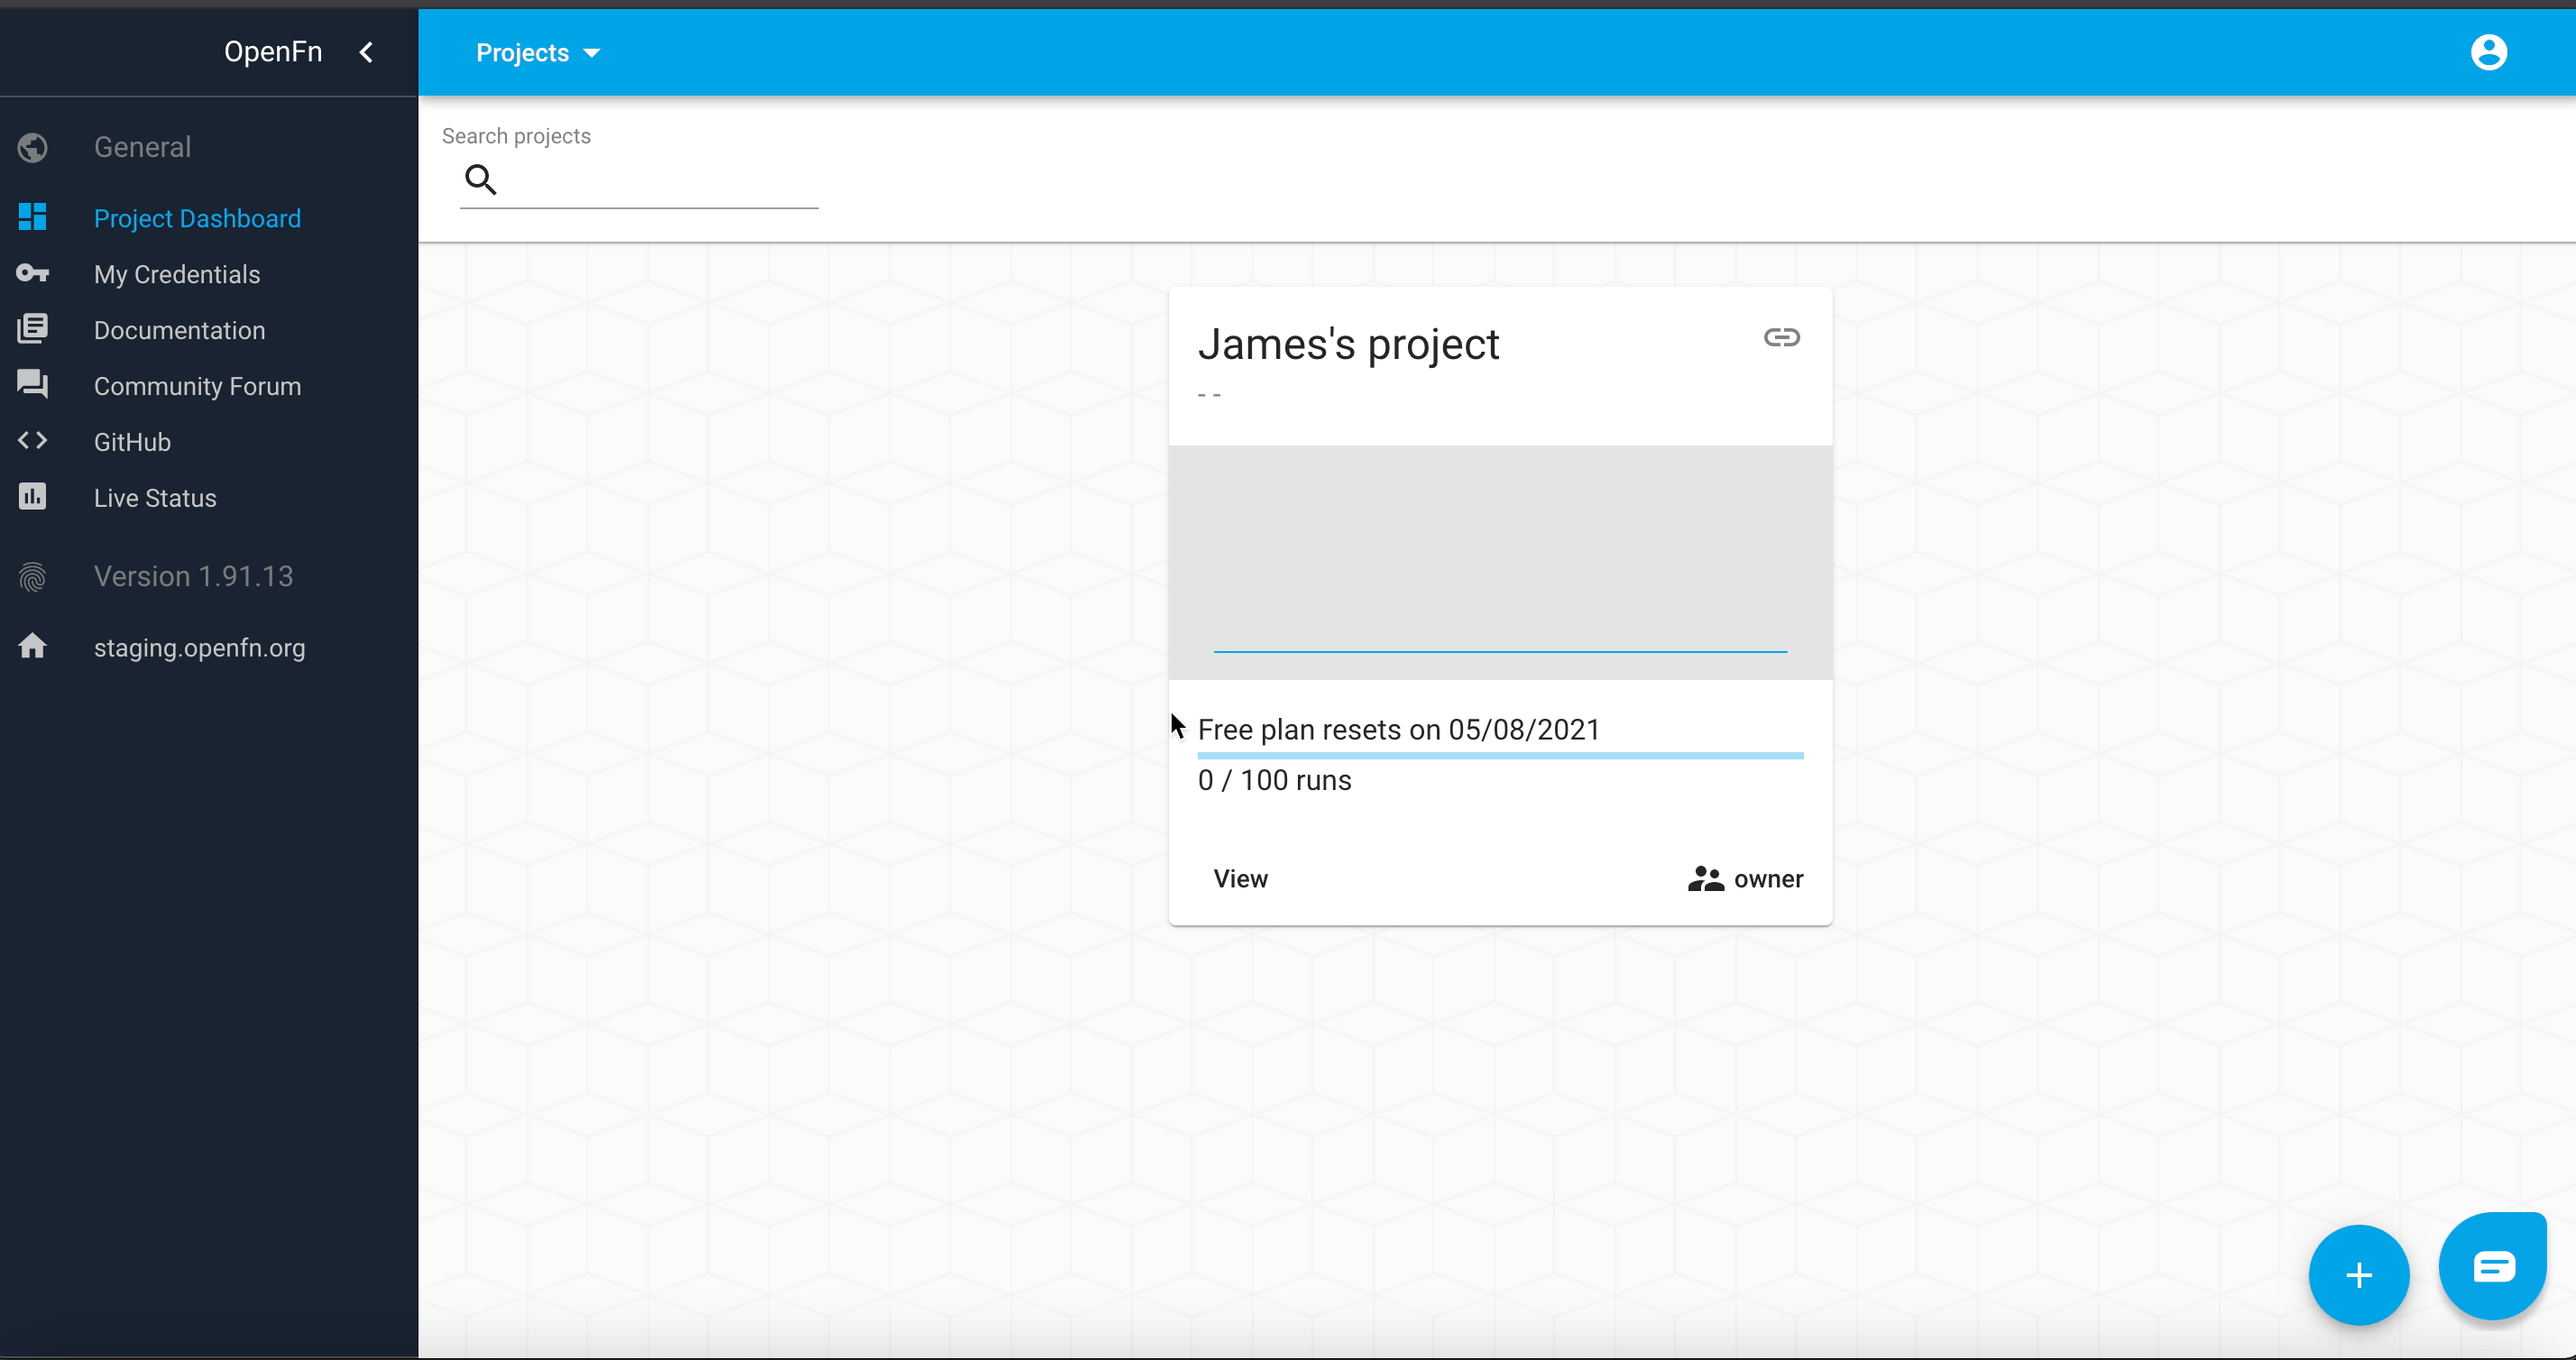 OpenFn
Projects
General
Project Dashboard
My Credentials
Documentation
Community Forum
GitHub
Live Status
Version 1.91.13
staging.openfn.org
Search projects
James's project
- -
Free plan resets on 05/08/2021
0 / 100 runs
View
owner